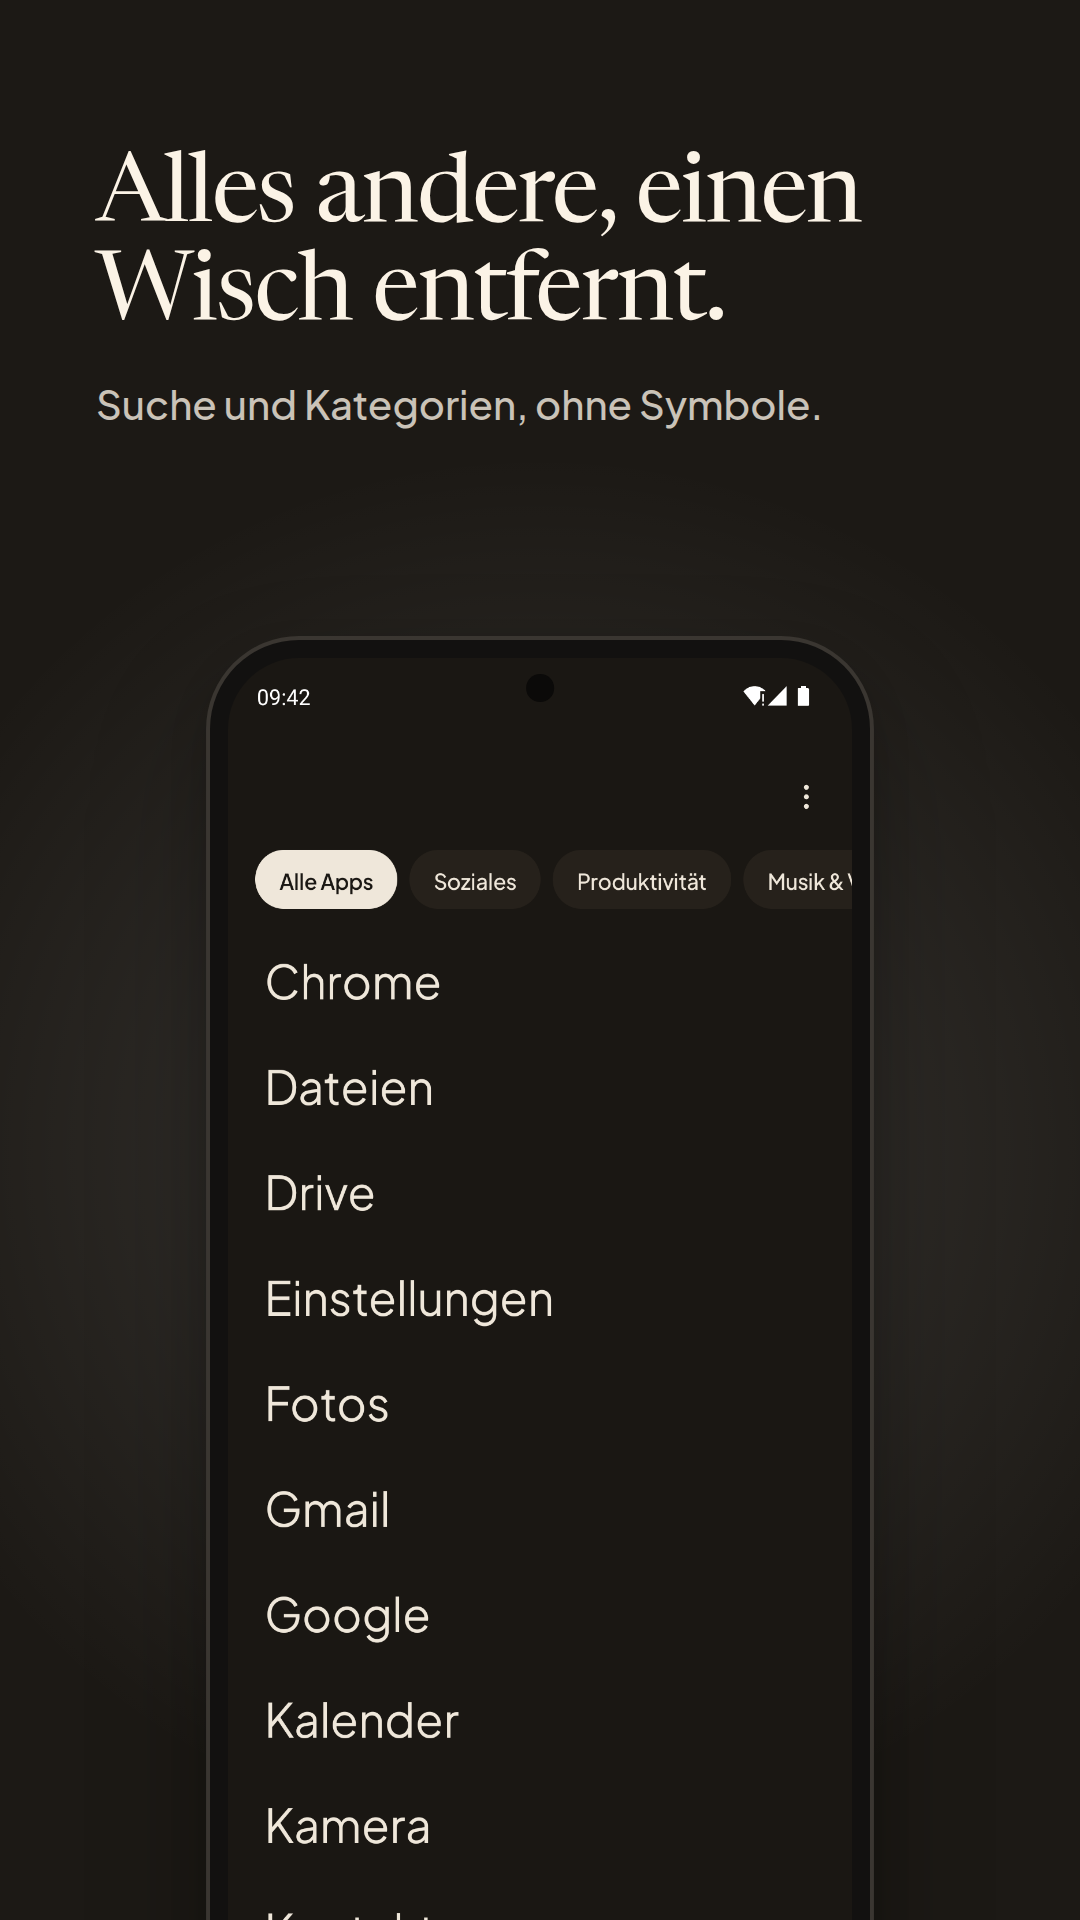 Alles andere, einen
Wisch entfernt.
Suche und Kategorien, ohne Symbole.
09:42
Alle Apps Soziales Produktivität Musik &
Chrome
Dateien
Drive
Einstellungen
Fotos
Gmail
Google
Kalender
Kamera